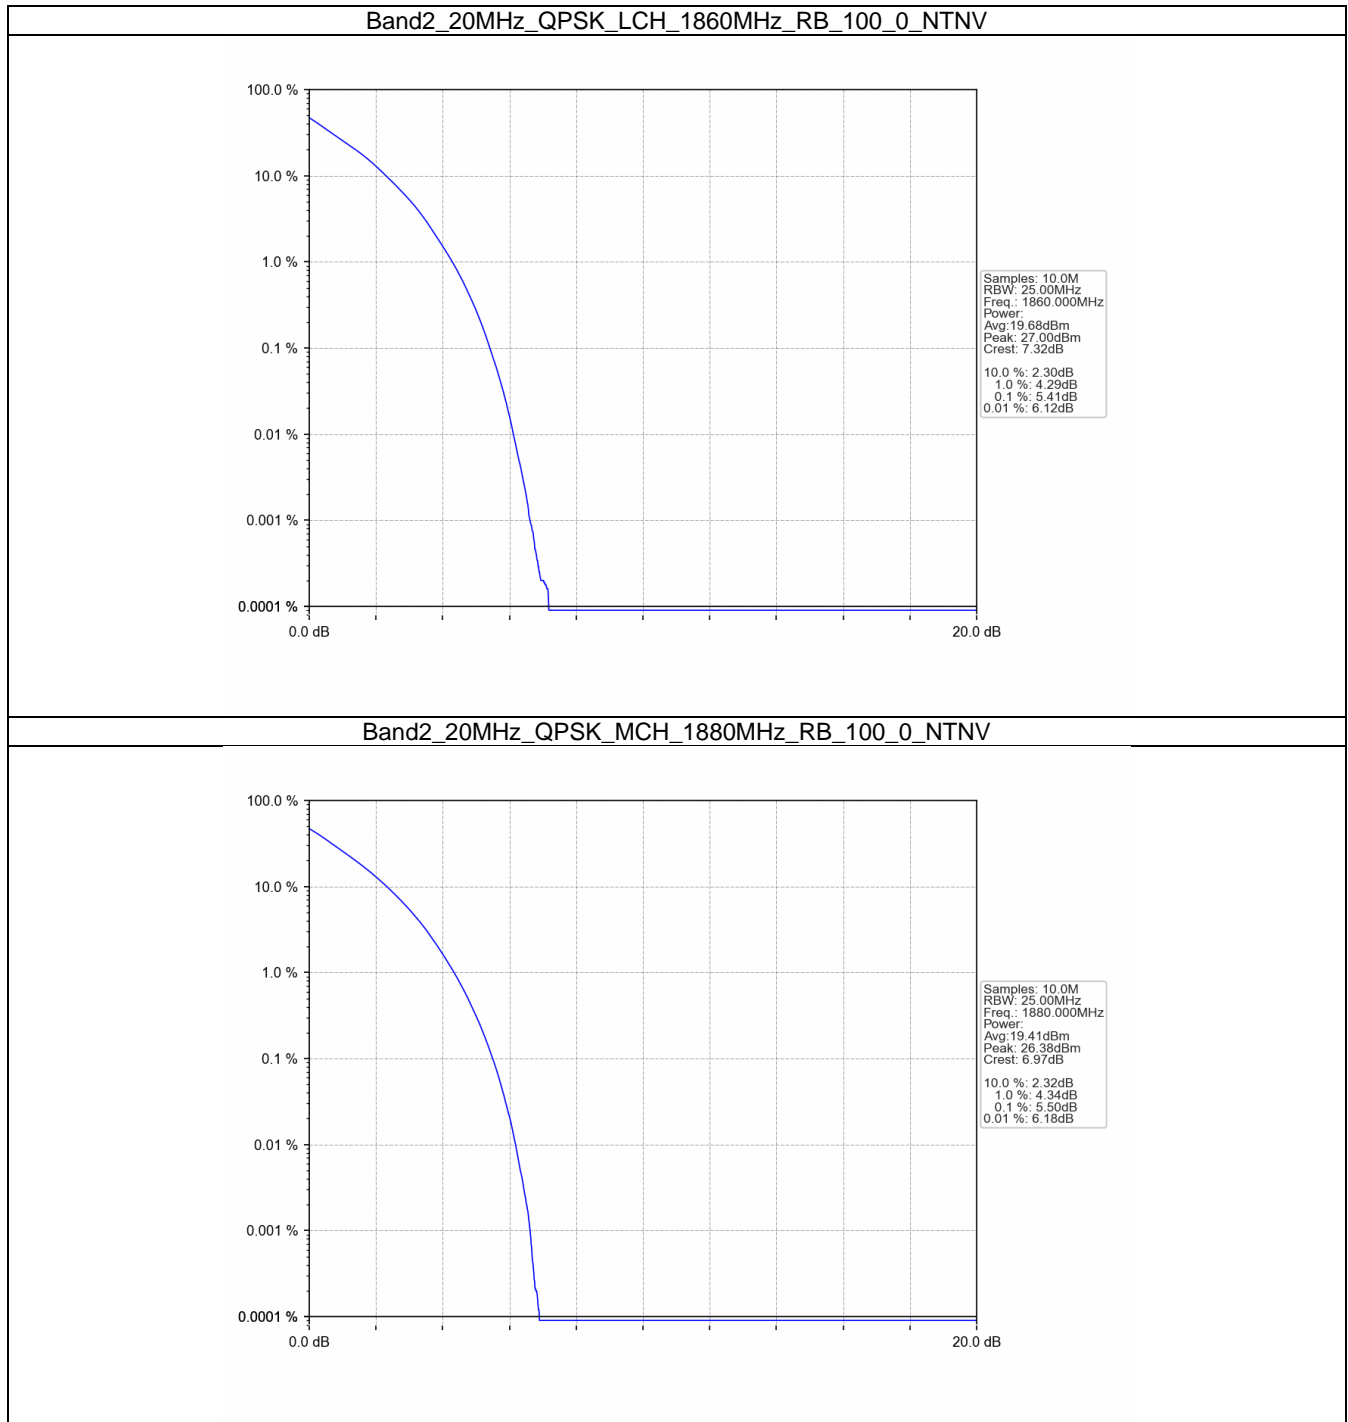 Band2_20MHz_QPSK_LCH_1860MHz_RB_100_0_NTNV
100.0 %
10.0 %
1.0 %
0.1 %
0.01 %
0.001 %
0.0001 %
0.0 dB
20.0 dB
Samples: 10.0M
RBW: 25.00MHz
Freq.: 1860.000MHz
Power:
Avg:19.68dBm
Peak: 27.00dBm
Crest: 7.32dB
10.0 %: 2.30dB
1.0 %: 4.29dB
0.1 %: 5.41dB
0.01 %: 6.12dB
Band2_20MHz_QPSK_MCH_1880MHz_RB_100_0_NTNV
100.0 %
10.0 %
1.0 %
0.1 %
0.01 %
0.001 %
0.0001 %
0.0 dB
20.0 dB
Samples: 10.0M
RBW: 25.00MHz
Freq.: 1880.000MHz
Power:
Avg:19.41dBm
Peak: 26.38dBm
Crest: 6.97dB
10.0 %: 2.32dB
1.0 %: 4.34dB
0.1 %: 5.50dB
0.01 %: 6.18dB